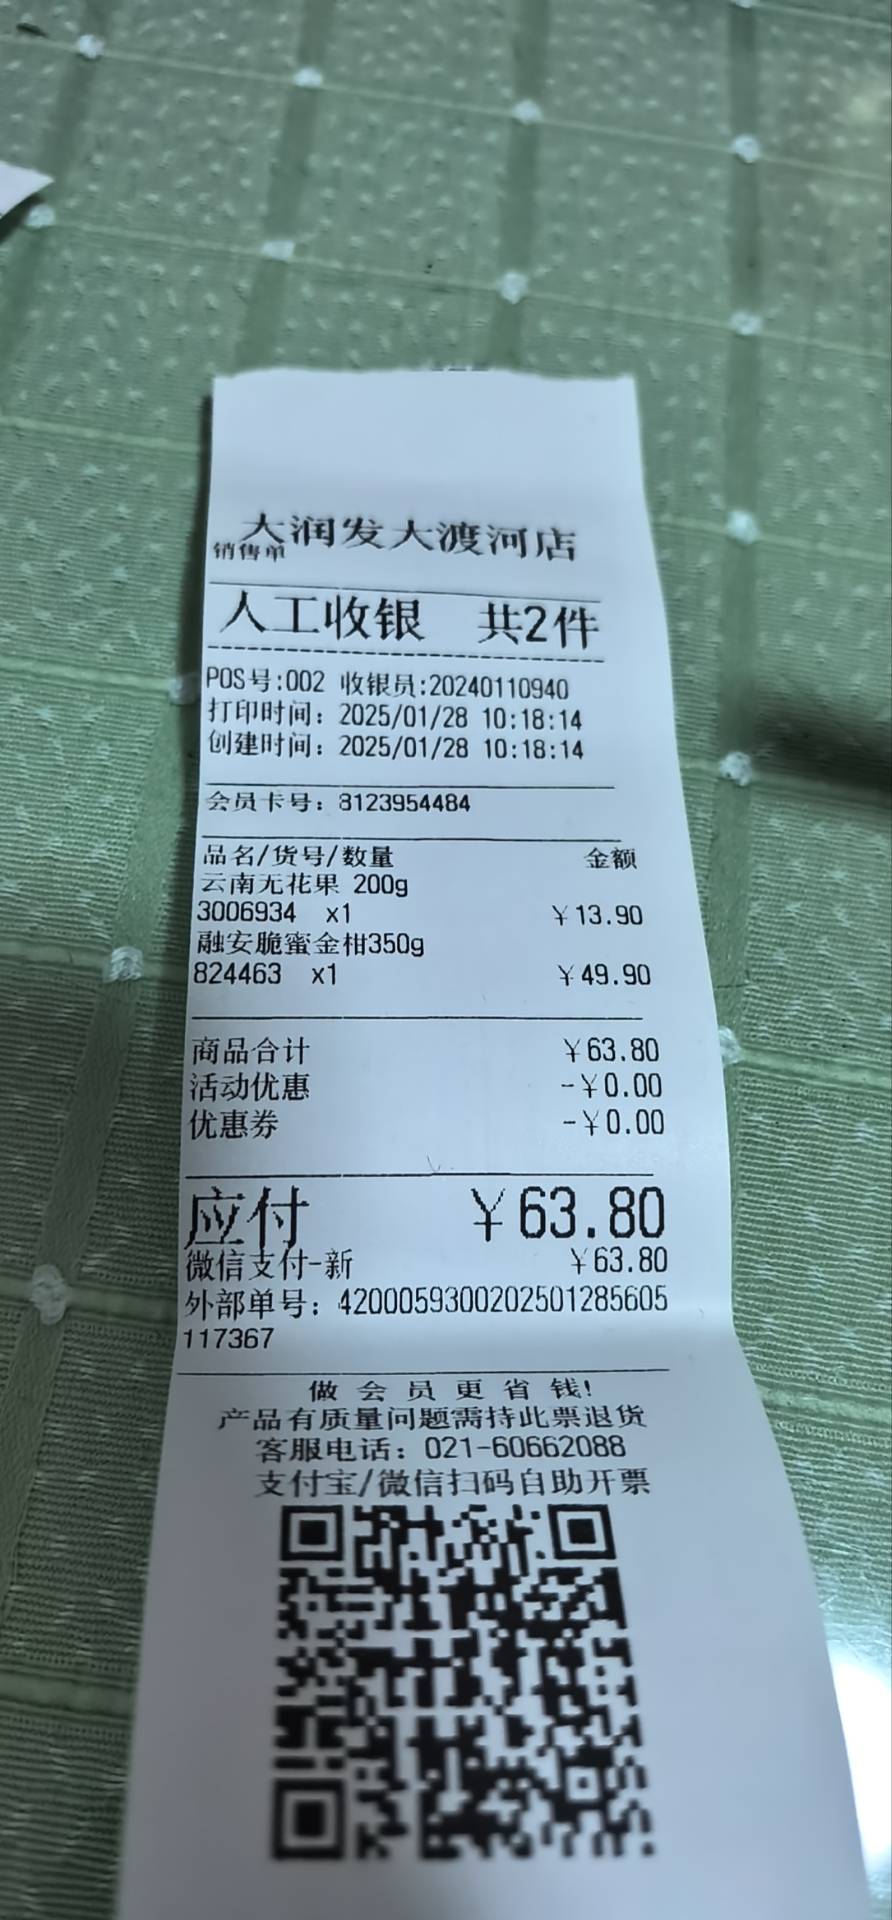 大润发大渡河店
销售单
人工收银 共2件
POS号:002 收银员:20240110940
打印时间: 2025/01/28 10:18:14
创建时间: 2025/01/28 10:18:14
会员卡号: 8123954484
品名/货号/数量 金额
云南无花果 200g
3006934 x1 ￥13.90
融安脆蜜金柑350g
824463 x1 ￥49.90
商品合计 ￥63.80
活动优惠 -￥0.00
优惠券 -￥0.00
应付 ￥63.80
微信支付-新 ￥63.80
外部单号: 4200059300202501285605
117367
做会员更省钱!
产品有质量问题需持此票退货
客服电话: 021-60662088
支付宝/微信扫码自助开票